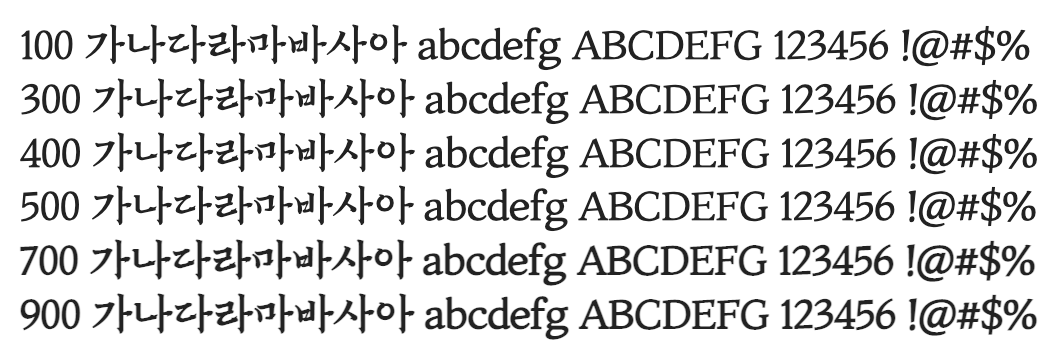 100 가나다라마바사아 abcdefg ABCDEFG 123456 !@#$%
300 가나다라마바사아 abcdefg ABCDEFG 123456 !@#$%
400 가나다라마바사아 abcdefg ABCDEFG 123456 !@#$%
500 가나다라마바사아 abcdefg ABCDEFG 123456 !@#$%
700 가나다라마바사아 abcdefg ABCDEFG 123456 !@#$%
900 가나다라마바사아 abcdefg ABCDEFG 123456 !@#$%